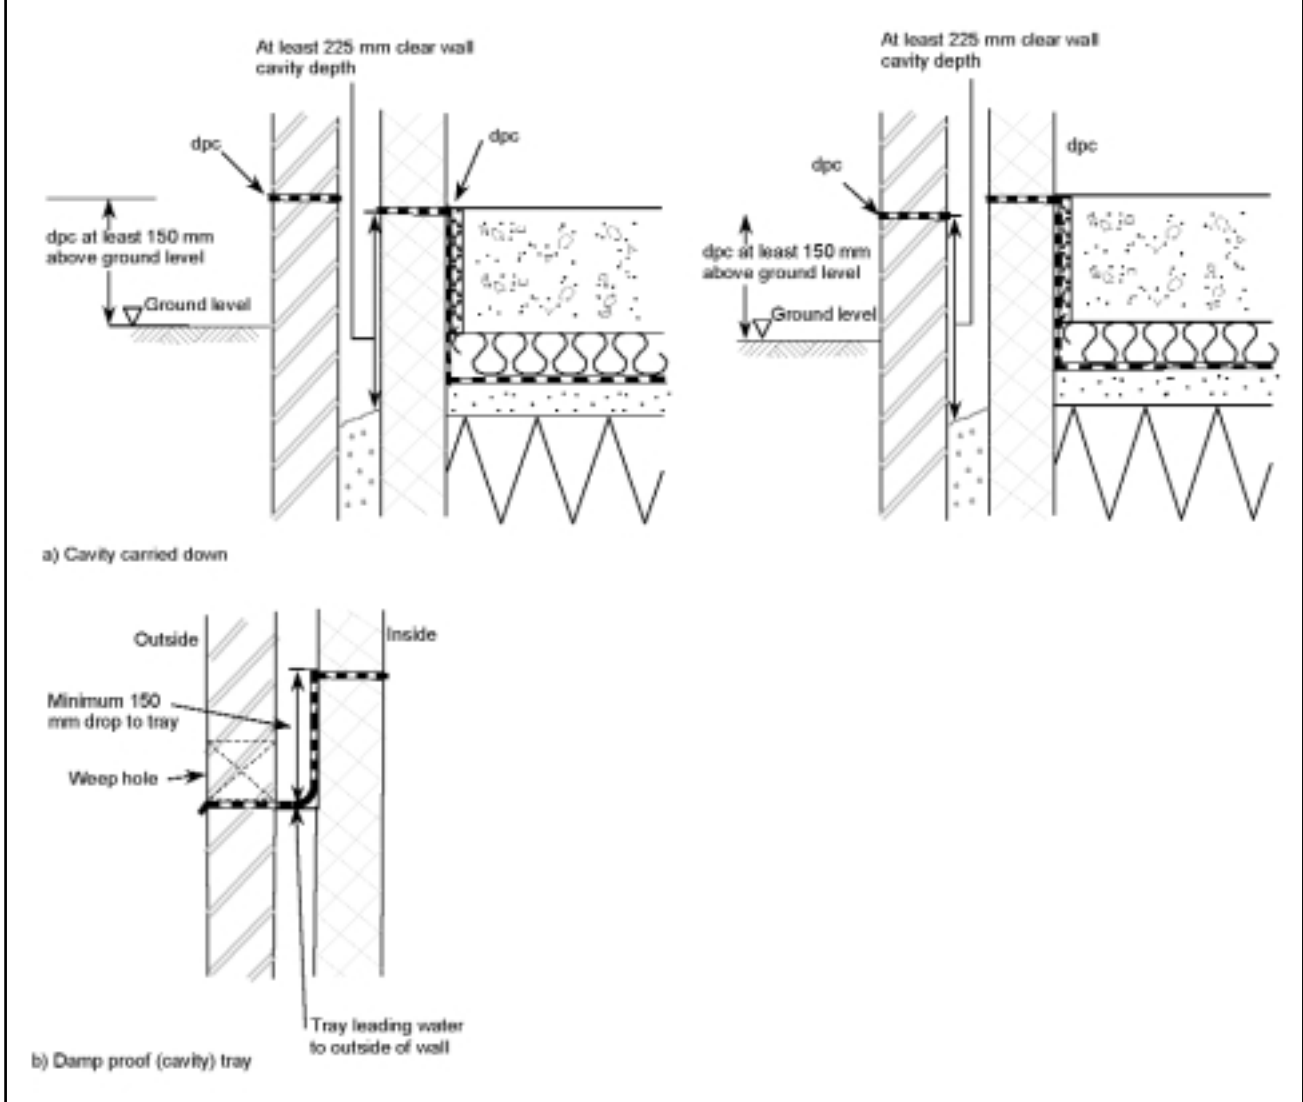 At least 225 mm clear wall
cavity depth
dpc
dpc
dpc at least 150 mm
above ground level
Ground level
At least 225 mm clear wall
cavity depth
dpc
dpc
dpc at least 150 mm
above ground level
Ground level
a) Cavity carried down
Outside
Inside
Minimum 150
mm drop to tray
Weep hole
Tray leading water
to outside of wall
b) Damp proof (cavity) tray